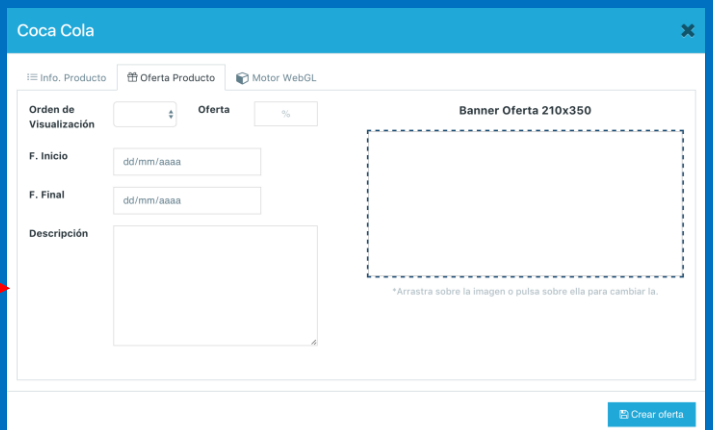 Coca Cola
Info. Producto
Oferta Producto
Motor WebGL
Orden de
Visualización
Oferta
%
F. Inicio
dd/mm/aaaa
F. Final
dd/mm/aaaa
Descripción
Banner Oferta 210x350
*Arrastra sobre la imagen o pulsa sobre ella para cambiar la.
Crear oferta